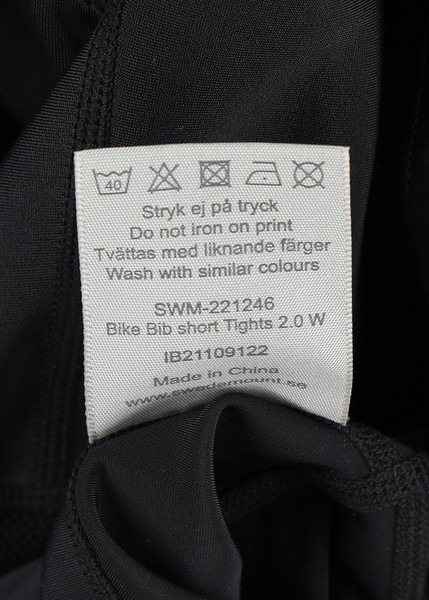 40
Stryk ej på tryck
Do not iron on print
Tvättas med liknande färger
Wash with similar colours
SWM-221246
Bike Bib short Tights 2.0 W
IB21109122
Made in China
www.swedemount.se